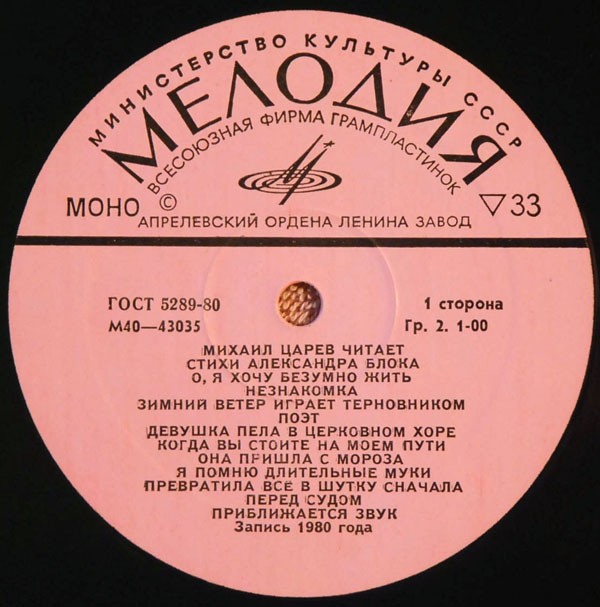 МИНИСТЕРСТВО КУЛЬТУРЫ СССР
МЕЛОДИЯ
ВСЕСОЮЗНАЯ ФИРМА ГРАМПЛАСТИНОК
МОНО © ▽ 33
АПРЕЛЕВСКИЙ ОРДЕНА ЛЕНИНА ЗАВОД
ГОСТ 5289-80 1 сторона
М40—43035 Гр. 2. 1-00
МИХАИЛ ЦАРЕВ ЧИТАЕТ
СТИХИ АЛЕКСАНДРА БЛОКА
О, Я ХОЧУ БЕЗУМНО ЖИТЬ
НЕЗНАКОМКА
ЗИМНИЙ ВЕТЕР ИГРАЕТ ТЕРНОВНИКОМ
ПОЭТ
ДЕВУШКА ПЕЛА В ЦЕРКОВНОМ ХОРЕ
КОГДА ВЫ СТОИТЕ НА МОЕМ ПУТИ
ОНА ПРИШЛА С МОРОЗА
Я ПОМНЮ ДЛИТЕЛЬНЫЕ МУКИ
ПРЕВРАТИЛА ВСЁ В ШУТКУ СНАЧАЛА
ПЕРЕД СУДОМ
ПРИБЛИЖАЕТСЯ ЗВУК
Запись 1980 года